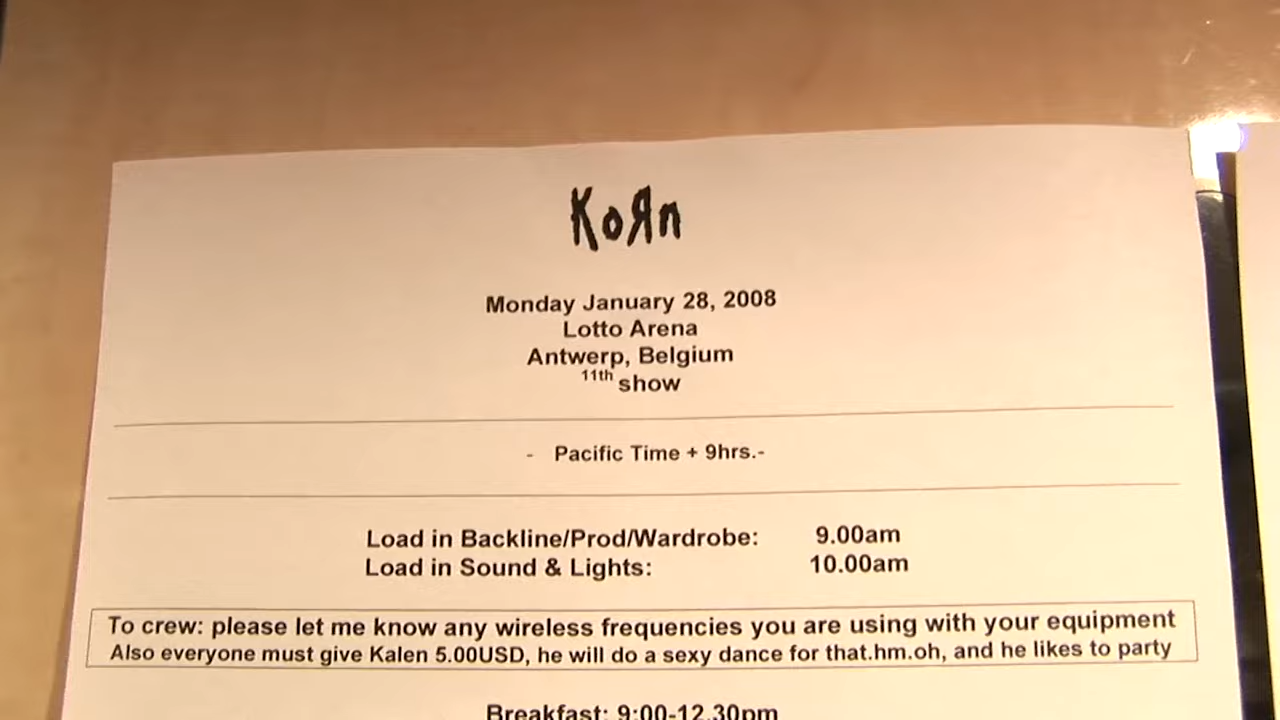 KoЯn
Monday January 28, 2008
Lotto Arena
Antwerp, Belgium
11th show
- Pacific Time + 9hrs.-
Load in Backline/Prod/Wardrobe: 9.00am
Load in Sound & Lights: 10.00am
To crew: please let me know any wireless frequencies you are using with your equipment
Also everyone must give Kalen 5.00USD, he will do a sexy dance for that.hm.oh, and he likes to party
Breakfast: 9:00-12.30pm